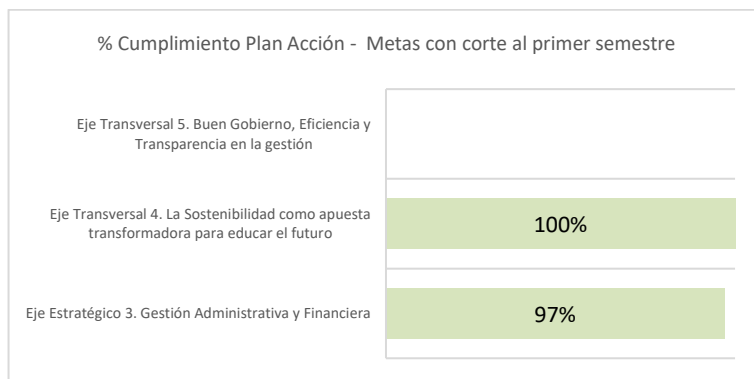 % Cumplimiento Plan Acción - Metas con corte al primer semestre
Eje Transversal 5. Buen Gobierno, Eficiencia y
Transparencia en la gestión
Eje Transversal 4. La Sostenibilidad como apuesta
transformadora para educar el futuro
100%
Eje Estratégico 3. Gestión Administrativa y Financiera
97%